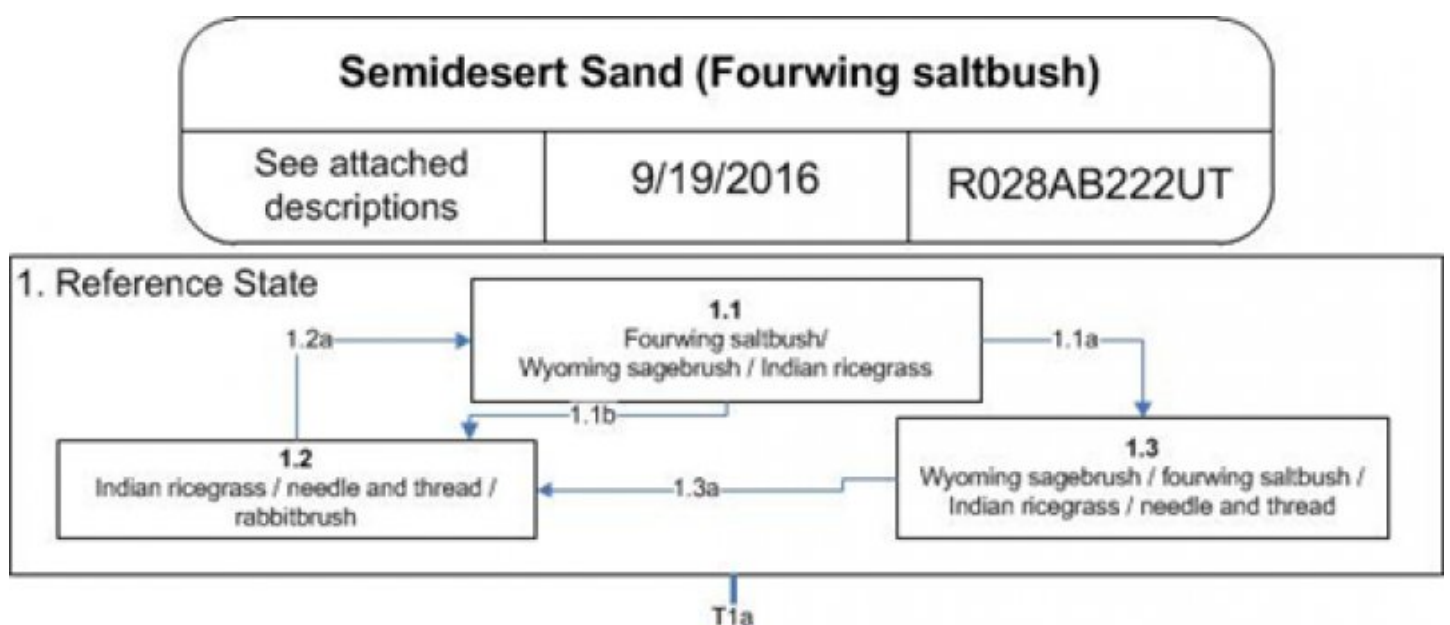 Semidesert Sand (Fourwing saltbush)
See attached
descriptions
9/19/2016
R028AB222UT
1. Reference State
1.1
Fourwing saltbush/
Wyoming sagebrush / Indian ricegrass
1.2a
1.1a
1.1b
1.2
Indian ricegrass / needle and thread /
rabbitbrush
1.3a
1.3
Wyoming sagebrush / fourwing saltbush /
Indian ricegrass / needle and thread
T1a